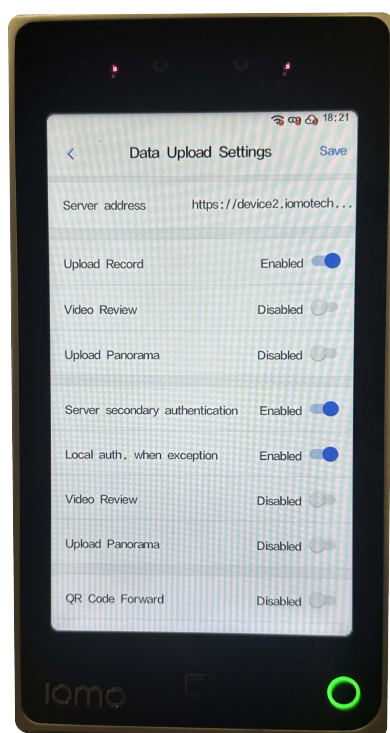 18:21
Data Upload Settings Save
Server address https://device2.iomotech...
Upload Record Enabled
Video Review Disabled
Upload Panorama Disabled
Server secondary authentication Enabled
Local auth. when exception Enabled
Video Review Disabled
Upload Panorama Disabled
QR Code Forward Disabled
iomo